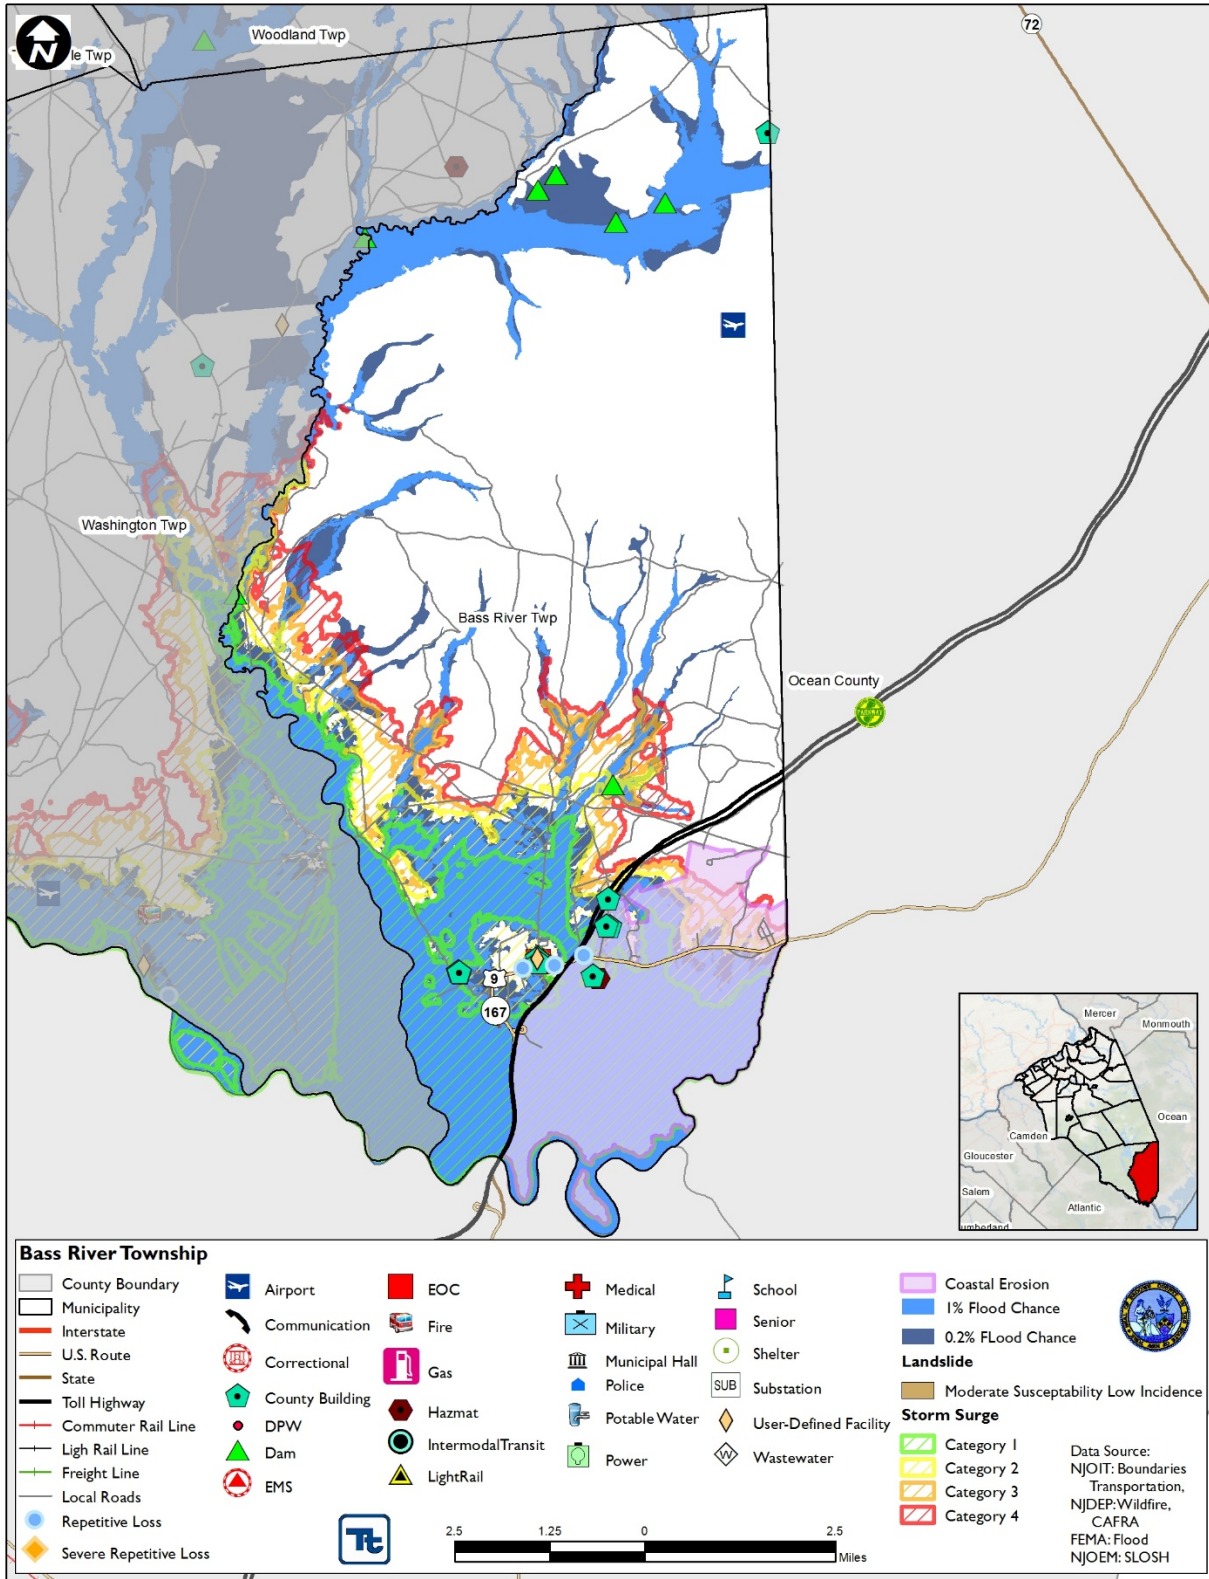 N
Woodland Twp
le Twp
72
Washington Twp
Bass River Twp
Ocean County
PARKWAY
9
167
Mercer
Monmouth
Ocean
Camden
Gloucester
Salem
Atlantic
umberland
Bass River Township
County Boundary
Municipality
Interstate
U.S. Route
State
Toll Highway
Commuter Rail Line
Ligh Rail Line
Freight Line
Local Roads
Repetitive Loss
Severe Repetitive Loss
Airport
Communication
Correctional
County Building
DPW
Dam
EMS
EOC
Fire
Gas
Hazmat
IntermodalTransit
LightRail
Medical
Military
Municipal Hall
Police
Potable Water
Power
School
Senior
Shelter
SUB Substation
User-Defined Facility
W Wastewater
Coastal Erosion
1% Flood Chance
0.2% FLood Chance
Landslide
Moderate Susceptability Low Incidence
Storm Surge
Category 1
Category 2
Category 3
Category 4
Data Source:
NJOIT: Boundaries
Transportation,
NJDEP: Wildfire,
CAFRA
FEMA: Flood
NJOEM: SLOSH
Tt
2.5 1.25 0 2.5
Miles